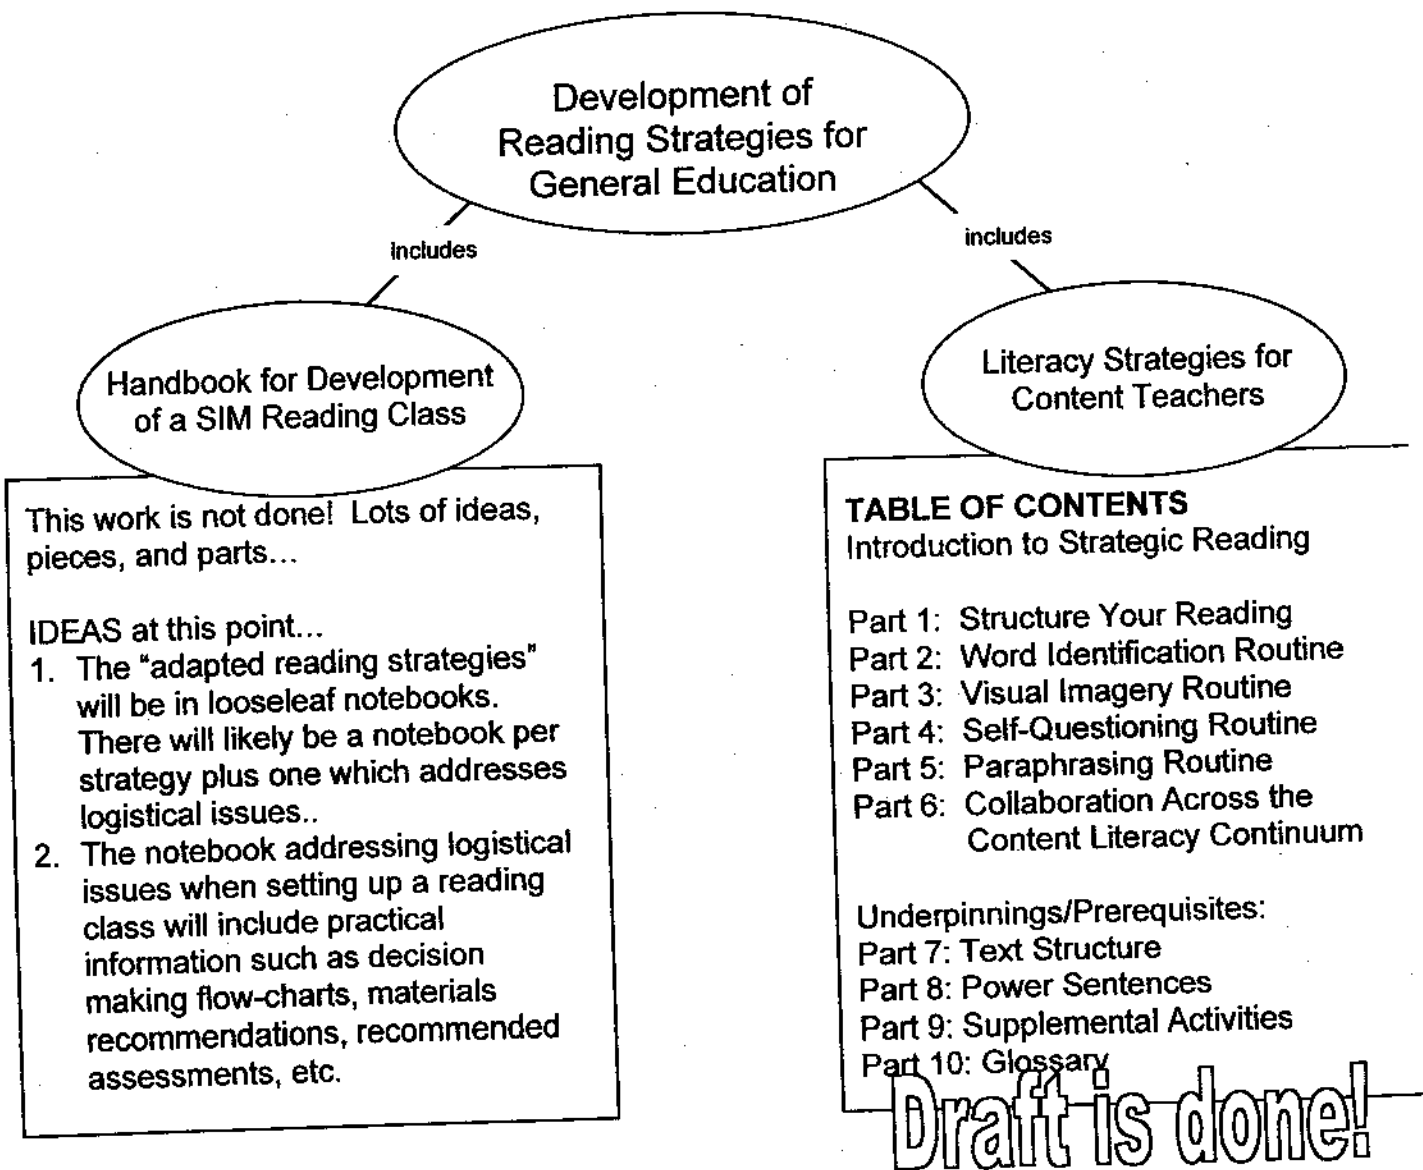 Development of
Reading Strategies for
General Education
includes
includes
Handbook for Development
of a SIM Reading Class
Literacy Strategies for
Content Teachers
This work is not done! Lots of ideas,
pieces, and parts...
IDEAS at this point...
1. The "adapted reading strategies"
will be in looseleaf notebooks.
There will likely be a notebook per
strategy plus one which addresses
logistical issues..
2. The notebook addressing logistical
issues when setting up a reading
class will include practical
information such as decision
making flow-charts, materials
recommendations, recommended
assessments, etc.
TABLE OF CONTENTS
Introduction to Strategic Reading
Part 1: Structure Your Reading
Part 2: Word Identification Routine
Part 3: Visual Imagery Routine
Part 4: Self-Questioning Routine
Part 5: Paraphrasing Routine
Part 6: Collaboration Across the
Content Literacy Continuum
Underpinnings/Prerequisites:
Part 7: Text Structure
Part 8: Power Sentences
Part 9: Supplemental Activities
Part 10: Glossary
Draft is done!